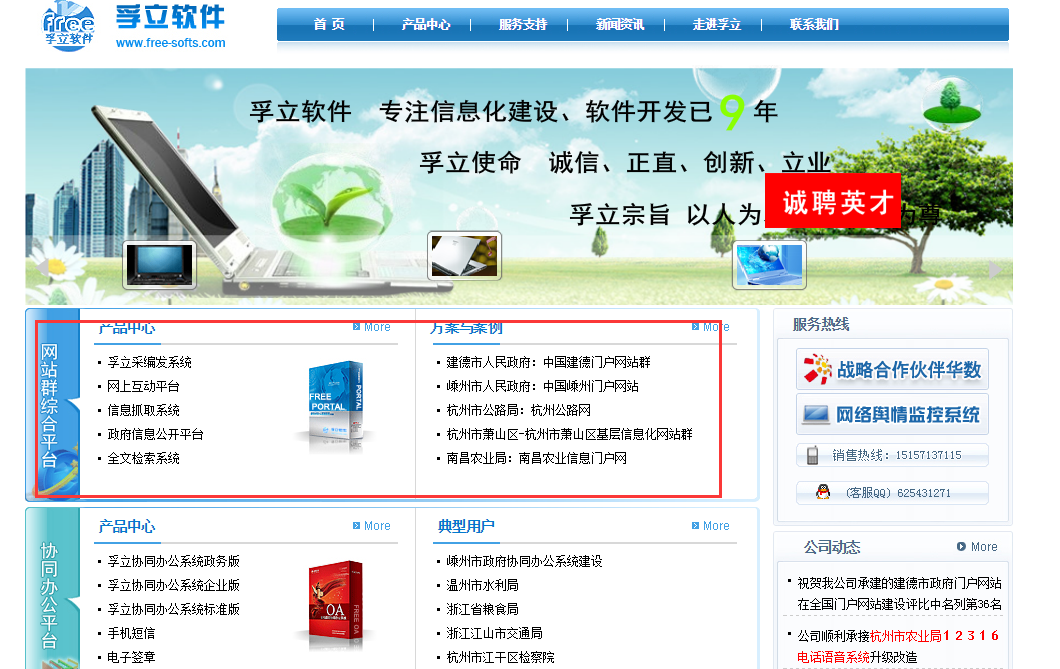 free
孚立软件
孚立软件
www.free-softs.com
首 页
产品中心
服务支持
新闻资讯
走进孚立
联系我们
孚立软件 专注信息化建设、软件开发已9年
孚立使命 诚信、正直、创新、立业
孚立宗旨 以人为
为尊
诚聘英才
网站群综合平台
产品中心
More
孚立采编发系统
网上互动平台
信息抓取系统
政府信息公开平台
全文检索系统
FREE PORTAL
方案与案例
More
建德市人民政府：中国建德门户网站群
嵊州市人民政府：中国嵊州门户网站
杭州市公路局：杭州公路网
杭州市萧山区-杭州市萧山区基层信息化网站群
南昌农业局：南昌农业信息门户网
服务热线
战略合作伙伴华数
网络舆情监控系统
销售热线：15157137115
（客服QQ）625431271
协同办公平台
产品中心
More
孚立协同办公系统政务版
孚立协同办公系统企业版
孚立协同办公系统标准版
手机短信
电子签章
OA
FREE OA
典型用户
More
嵊州市政府协同办公系统建设
温州市水利局
浙江省粮食局
浙江江山市交通局
杭州市江干区检察院
公司动态
More
祝贺我公司承建的建德市政府门户网站
在全国门户网站建设评比中名列第36名
公司顺利承接杭州市农业局１２３１６
电话语音系统升级改造